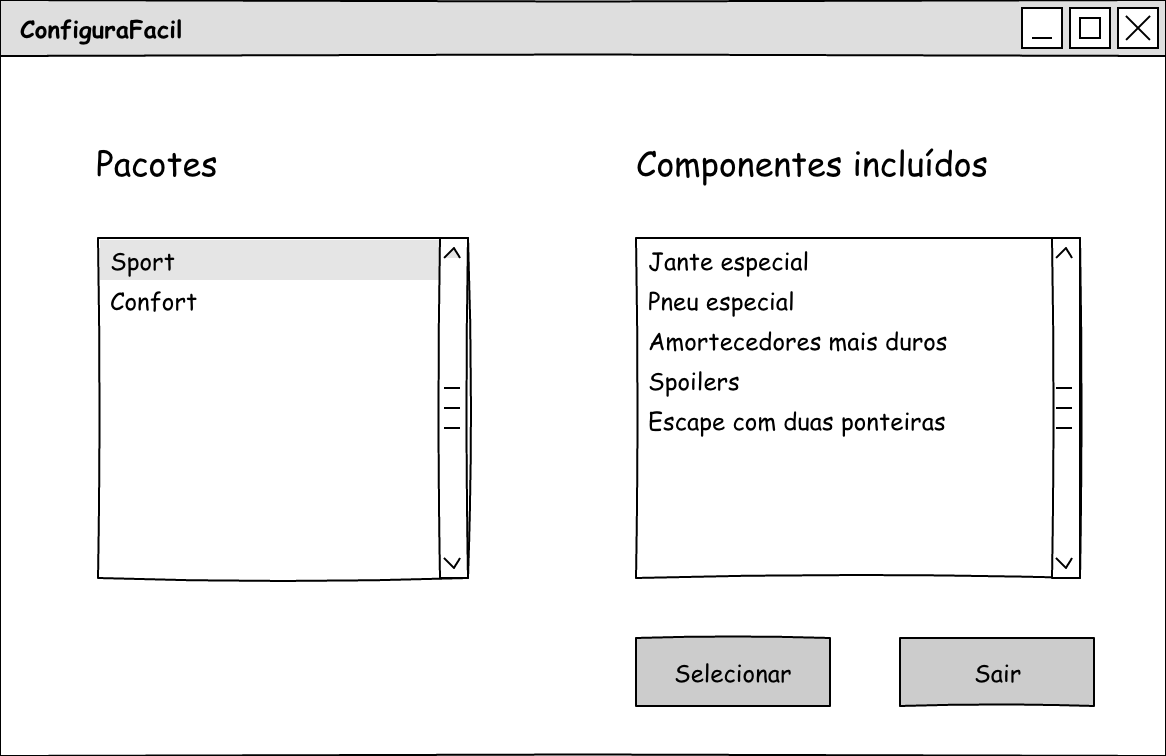 ConfiguraFacil
Pacotes
Sport
Confort
Componentes incluídos
Jante especial
Pneu especial
Amortecedores mais duros
Spoilers
Escape com duas ponteiras
Selecionar
Sair